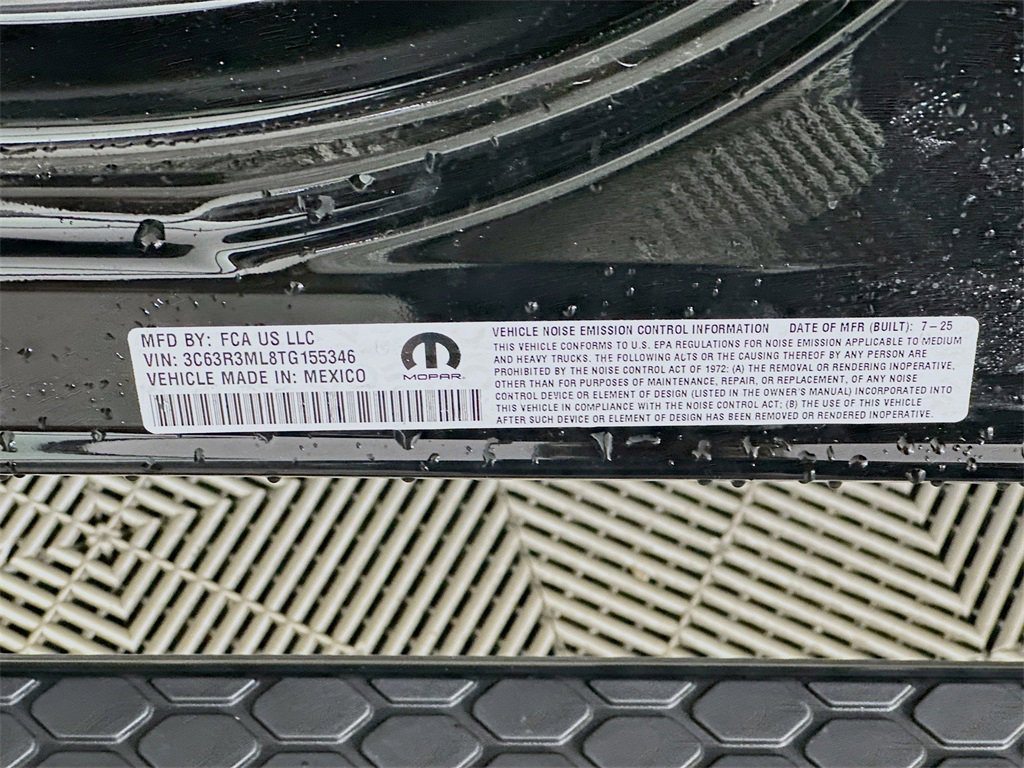 MFD BY: FCA US LLC
VIN: 3C63R3ML8TG155346
VEHICLE MADE IN: MEXICO
MOPAR
VEHICLE NOISE EMISSION CONTROL INFORMATION DATE OF MFR (BUILT): 7-25
THIS VEHICLE CONFORMS TO U.S. EPA REGULATIONS FOR NOISE EMISSION APPLICABLE TO MEDIUM
AND HEAVY TRUCKS. THE FOLLOWING ACTS OR THE CAUSING THEREOF BY ANY PERSON ARE
PROHIBITED BY THE NOISE CONTROL ACT OF 1972: (A) THE REMOVAL OR RENDERING INOPERATIVE,
OTHER THAN FOR PURPOSES OF MAINTENANCE, REPAIR, OR REPLACEMENT, OF ANY NOISE
CONTROL DEVICE OR ELEMENT OF DESIGN (LISTED IN THE OWNER'S MANUAL) INCORPORATED INTO
THIS VEHICLE IN COMPLIANCE WITH THE NOISE CONTROL ACT; (B) THE USE OF THIS VEHICLE
AFTER SUCH DEVICE OR ELEMENT OF DESIGN HAS BEEN REMOVED OR RENDERED INOPERATIVE.